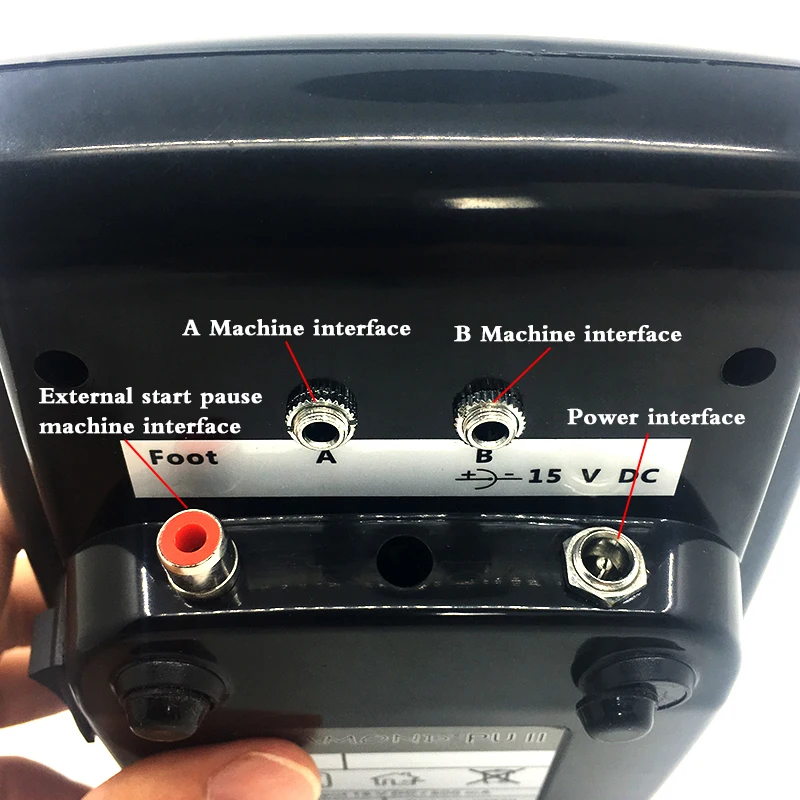 A Machine interface
B Machine interface
External start pause
machine interface
Power interface
Foot
A
B
+ - 15 V DC